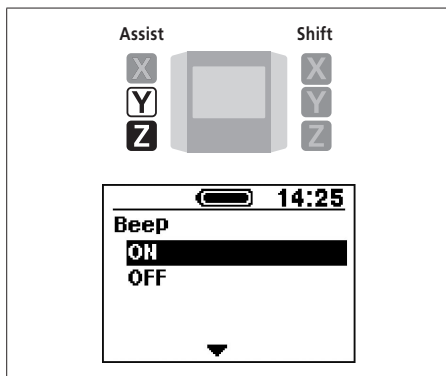 Assist Shift
X X
Y Y
Z Z
14:25
Beep
ON
OFF